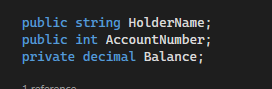 public string HolderName;
public int AccountNumber;
private decimal Balance;
1 reference